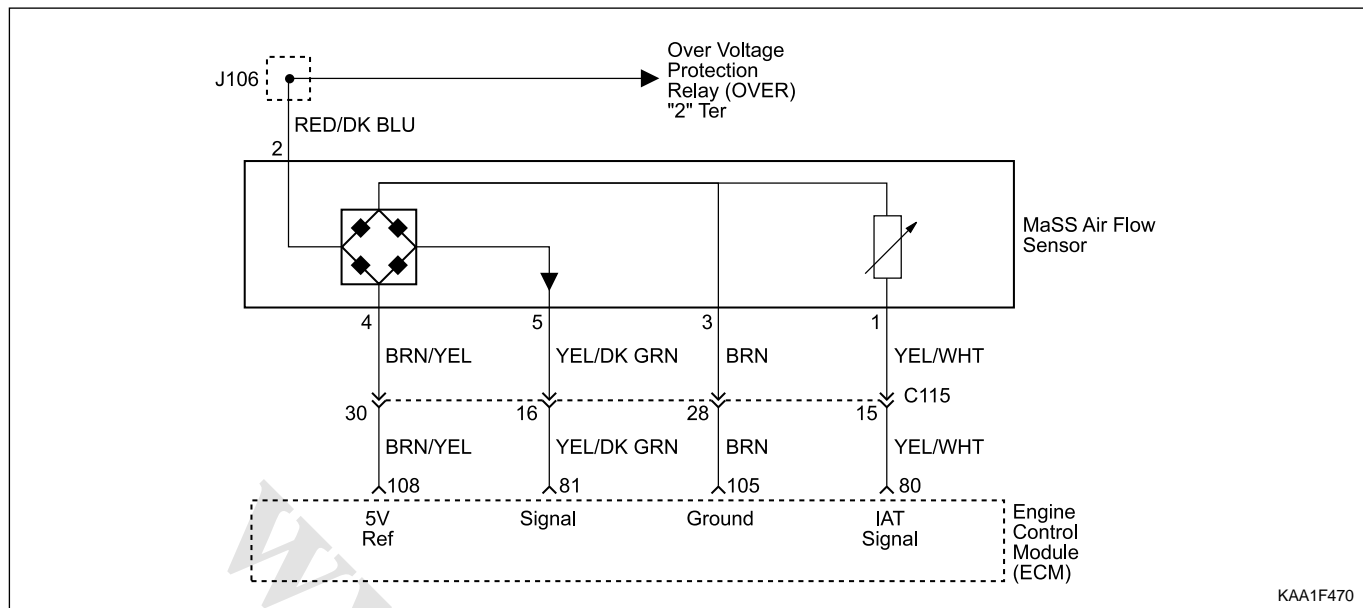 J106
Over Voltage
Protection
Relay (OVER)
"2" Ter
RED/DK BLU
2
MaSS Air Flow
Sensor
4
5
3
1
BRN/YEL
YEL/DK GRN
BRN
YEL/WHT
C115
30
16
28
15
BRN/YEL
YEL/DK GRN
BRN
YEL/WHT
108
81
105
80
5V
Ref
Signal
Ground
IAT
Signal
Engine
Control
Module
(ECM)
KAA1F470